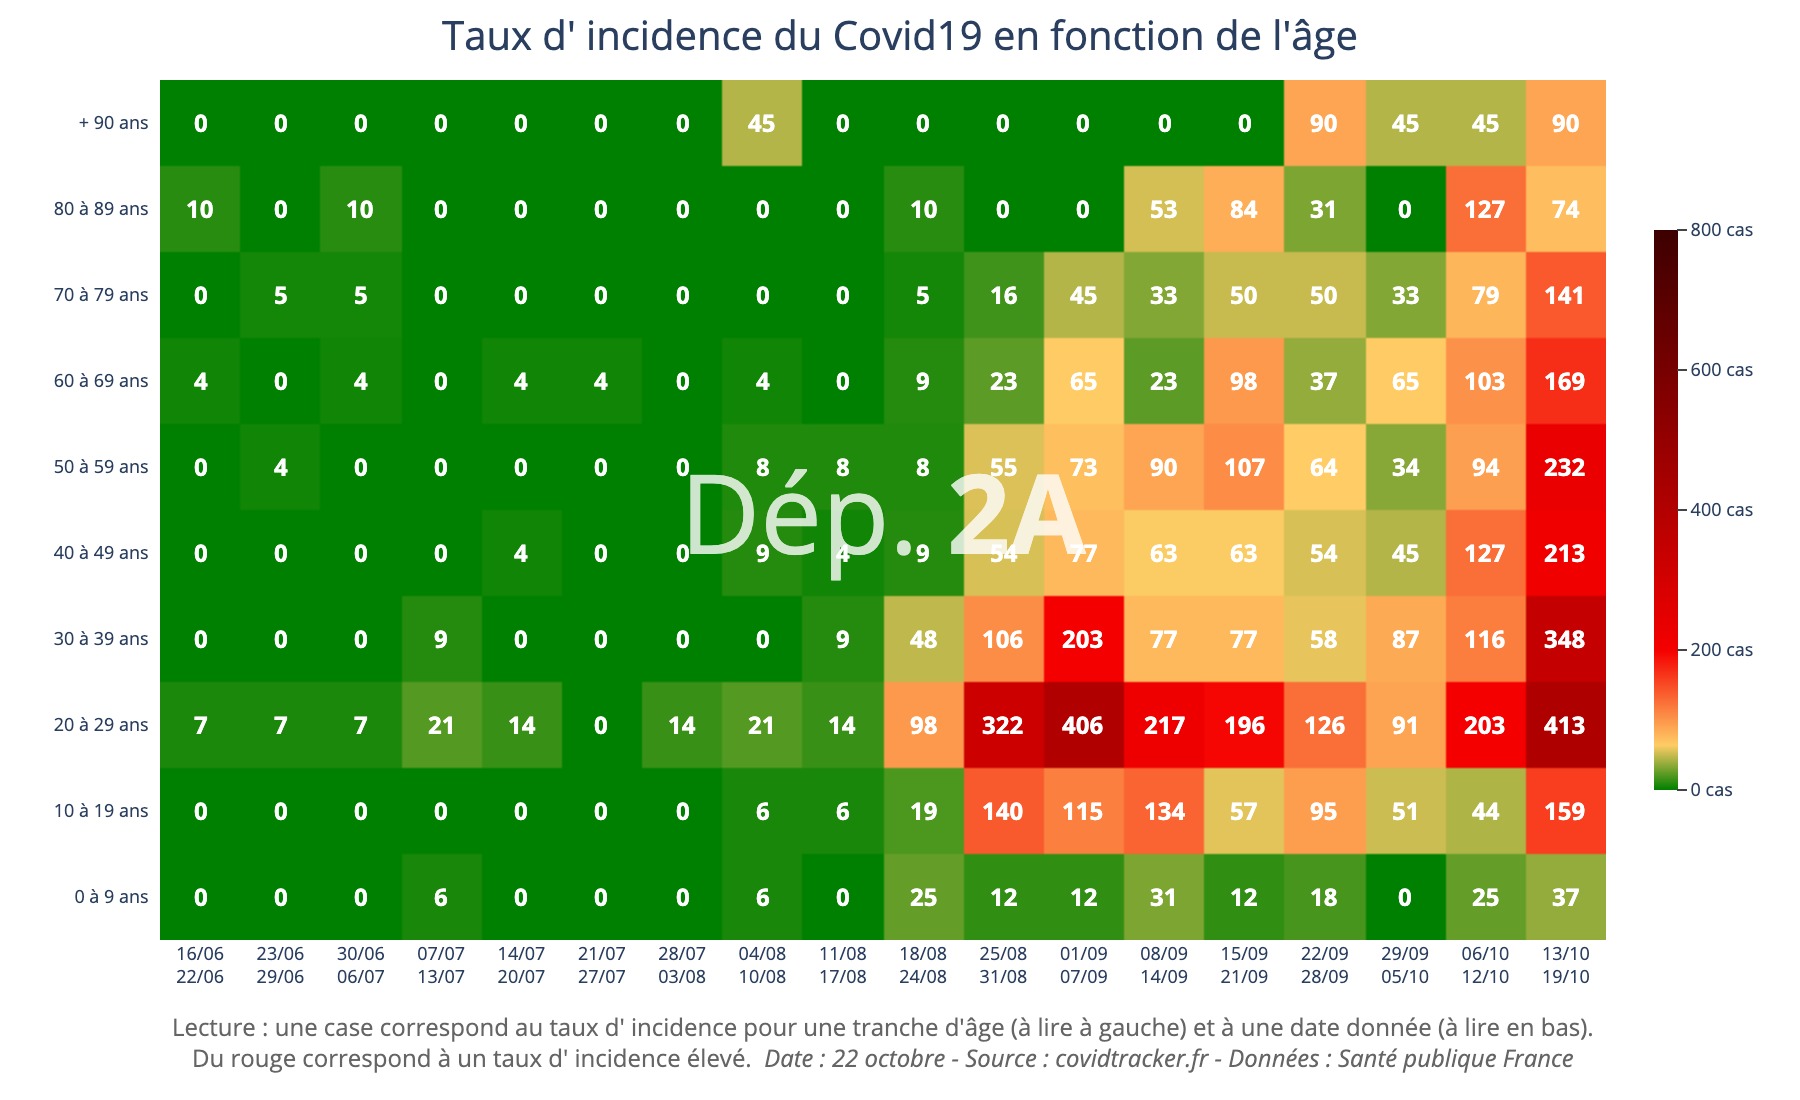 Taux d' incidence du Covid19 en fonction de l'âge
+ 90 ans 0 0 0 0 0 0 0 45 0 0 0 0 0 0 90 45 45 90
80 à 89 ans 10 0 10 0 0 0 0 0 0 10 0 0 53 84 31 0 127 74
70 à 79 ans 0 5 5 0 0 0 0 0 0 5 16 45 33 50 50 33 79 141
60 à 69 ans 4 0 4 0 4 4 0 4 0 9 23 65 23 98 37 65 103 169
50 à 59 ans 0 4 0 0 0 0 0 8 8 8 55 73 90 107 64 34 94 232
Dép. 2A
40 à 49 ans 0 0 0 0 4 0 0 9 4 9 54 77 63 63 54 45 127 213
30 à 39 ans 0 0 0 9 0 0 0 0 9 48 106 203 77 77 58 87 116 348
20 à 29 ans 7 7 7 21 14 0 14 21 14 98 322 406 217 196 126 91 203 413
10 à 19 ans 0 0 0 0 0 0 0 6 6 19 140 115 134 57 95 51 44 159
0 à 9 ans 0 0 0 6 0 0 0 6 0 25 12 12 31 12 18 0 25 37
16/06 23/06 30/06 07/07 14/07 21/07 28/07 04/08 11/08 18/08 25/08 01/09 08/09 15/09 22/09 29/09 06/10 13/10
22/06 29/06 06/07 13/07 20/07 27/07 03/08 10/08 17/08 24/08 31/08 07/09 14/09 21/09 28/09 05/10 12/10 19/10
800 cas
600 cas
400 cas
200 cas
0 cas
Lecture : une case correspond au taux d' incidence pour une tranche d'âge (à lire à gauche) et à une date donnée (à lire en bas).
Du rouge correspond à un taux d' incidence élevé. Date : 22 octobre - Source : covidtracker.fr - Données : Santé publique France